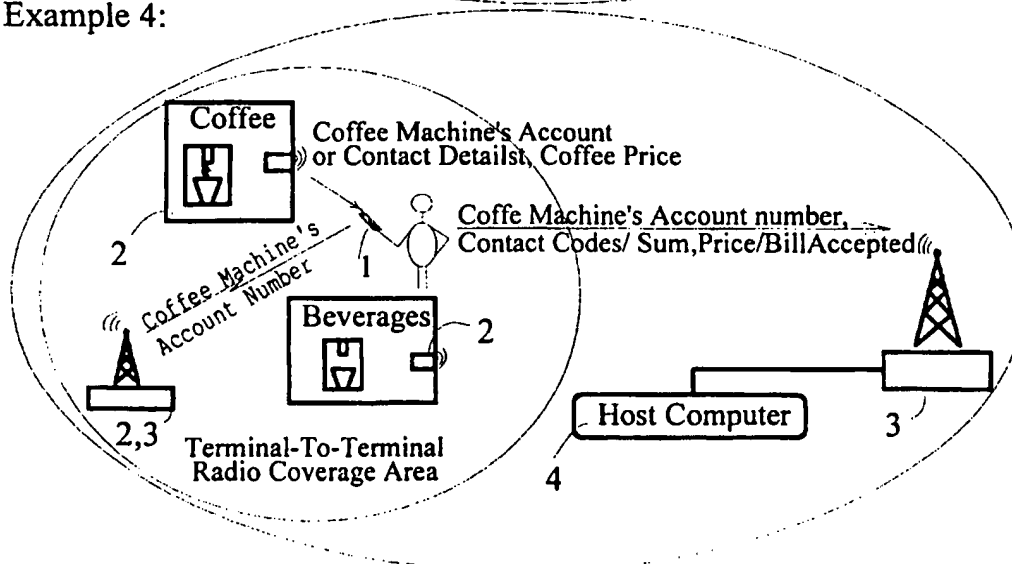 Example 4:
Coffee
Coffee Machine's Account
or Contact Detailst, Coffee Price
2
1
Coffe Machine's Account number,
Contact Codes/ Sum,Price/BillAccepted
Coffee Machine's
Account Number
Beverages
2
2,3
Terminal-To-Terminal
Radio Coverage Area
Host Computer
4
3